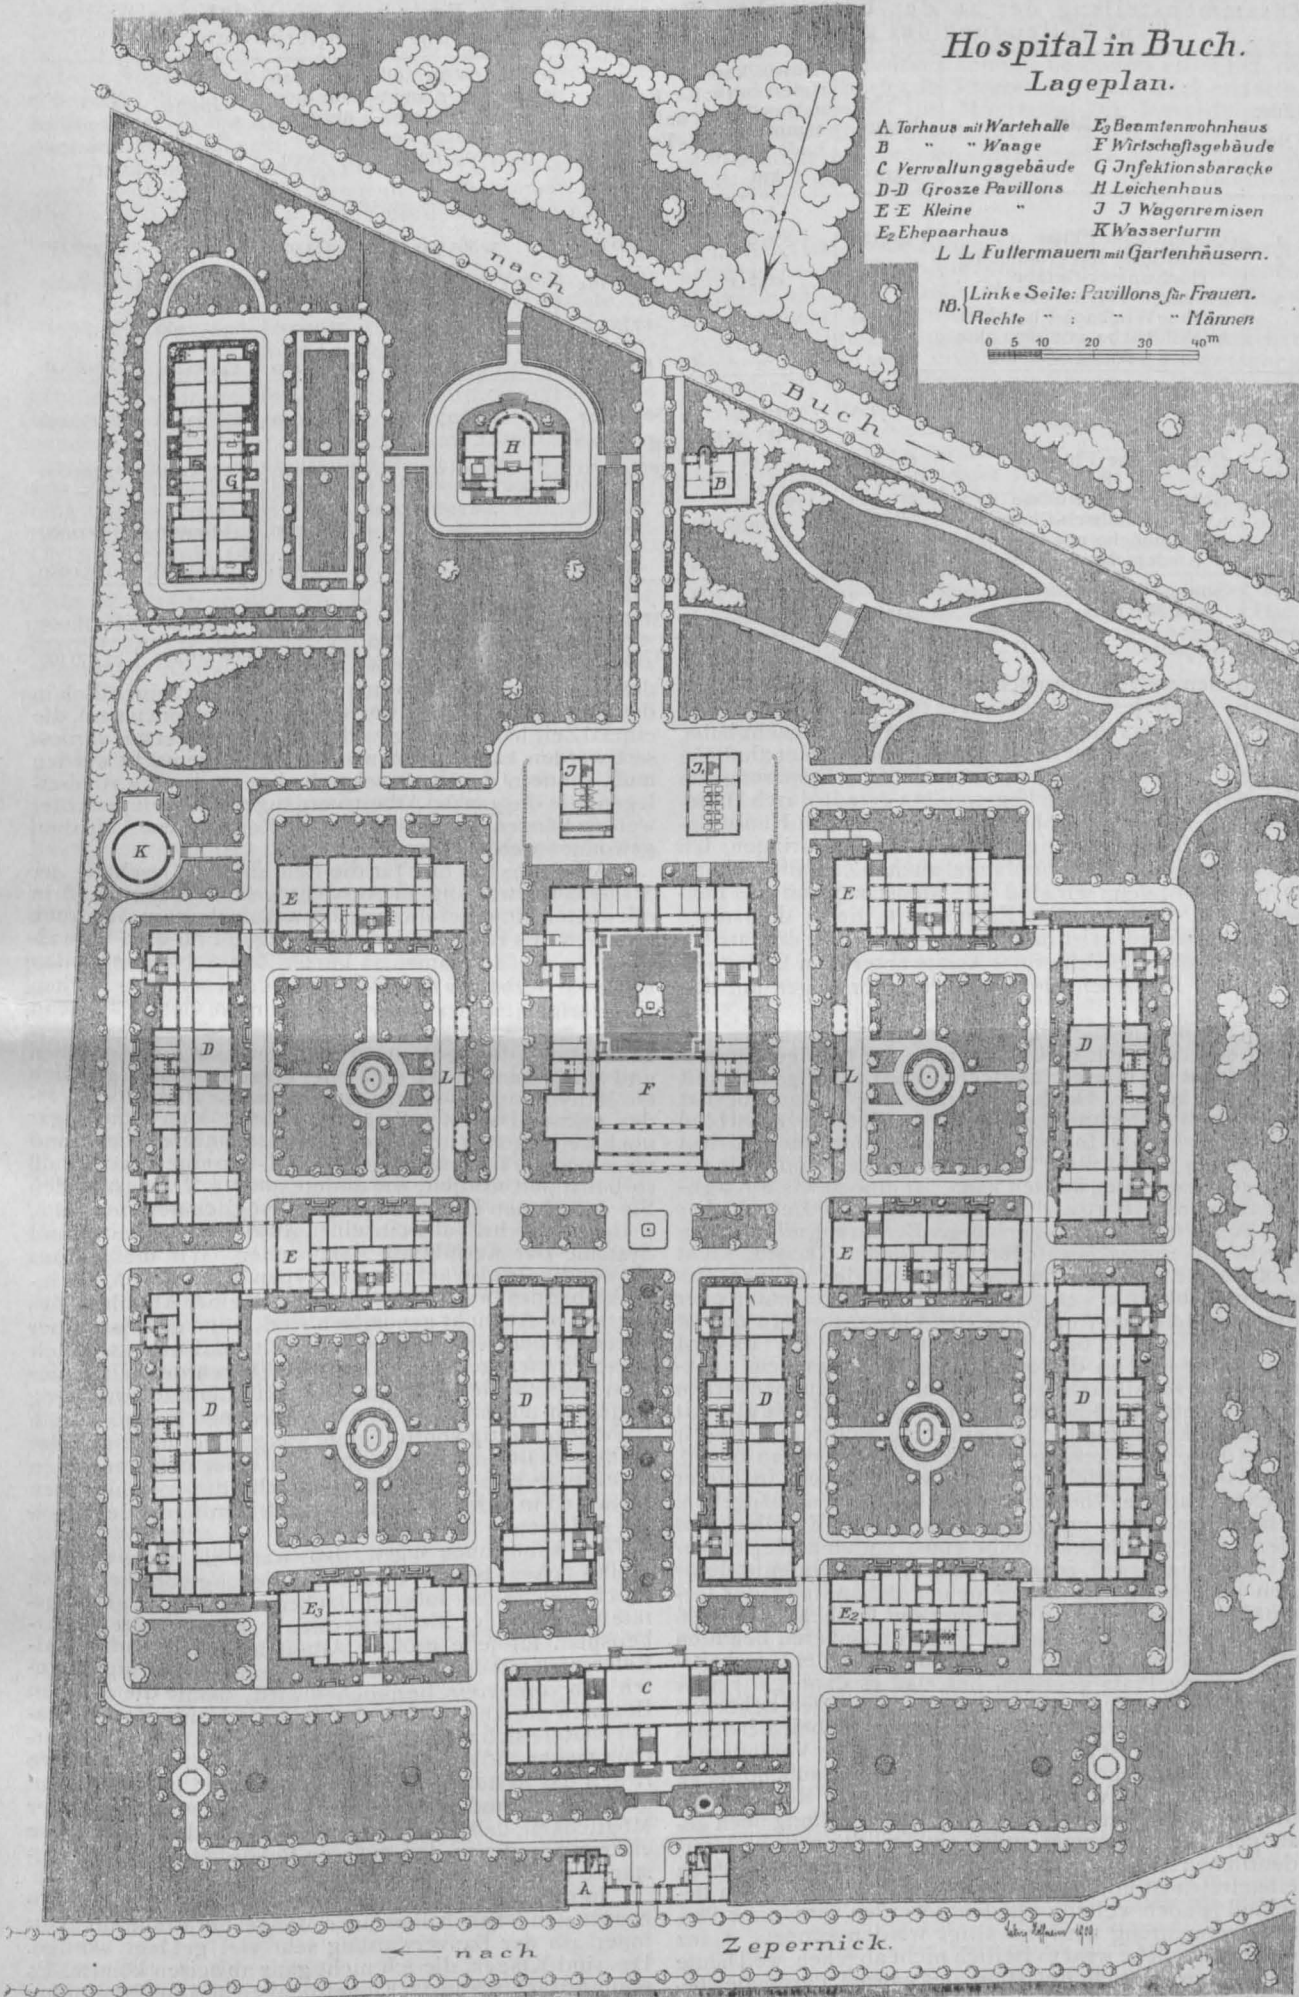 Hospital in Buch.
Lageplan.
A Torhaus mit Wartehalle
B " " Waage
C Verwaltungsgebäude
D-D Grosze Pavillons
E-E Kleine "
E2 Ehepaarhaus
E3 Beamtenwohnhaus
F Wirtschaftsgebäude
G Infektionsbaracke
H Leichenhaus
J J Wagenremisen
K Wasserturm
L L Futtermauern mit Gartenhäusern.
NB. Linke Seite: Pavillons für Frauen.
Rechte " : " " Männer
0 5 10 20 30 40m
nach
Buch
H
G
B
J
J.
K
E
E
D
D
L
F
L
E
E
D
D
D
D
E3
E2
C
A
nach
Zepernick.
1909.